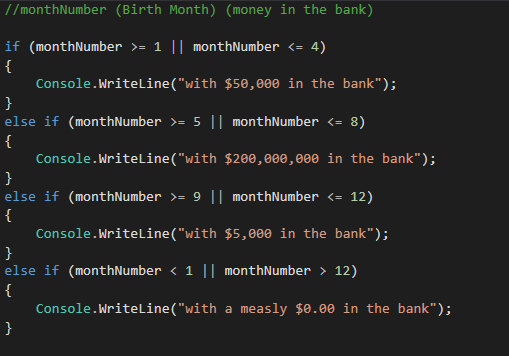 //monthNumber (Birth Month) (money in the bank)
if (monthNumber >= 1 || monthNumber <= 4)
{
    Console.WriteLine("with $50,000 in the bank");
}
else if (monthNumber >= 5 || monthNumber <= 8)
{
    Console.WriteLine("with $200,000,000 in the bank");
}
else if (monthNumber >= 9 || monthNumber <= 12)
{
    Console.WriteLine("with $5,000 in the bank");
}
else if (monthNumber < 1 || monthNumber > 12)
{
    Console.WriteLine("with a measly $0.00 in the bank");
}